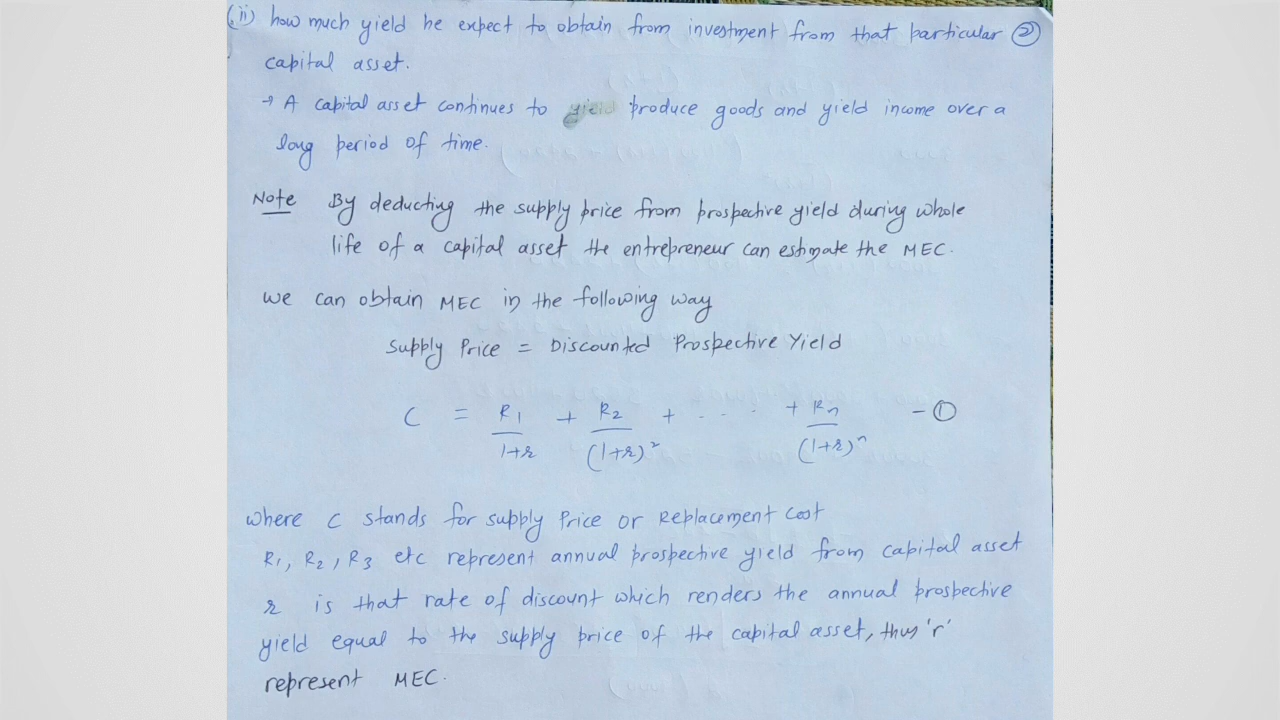 (ii) how much yield he expect to obtain from investment from that particular ②
capital asset.
→ A capital asset continues to yield produce goods and yield income over a
long period of time.
Note By deducting the supply price from prospective yield during whole
life of a capital asset the entrepreneur can estimate the MEC.
we can obtain MEC in the following way
Supply Price = Discounted Prospective Yield
C = R₁/1+r + R₂/(1+r)² + - - - + Rₙ/(1+r)ⁿ - ①
where C stands for supply Price or Replacement Cost
R₁, R₂, R₃ etc represent annual prospective yield from capital asset
r is that rate of discount which renders the annual prospective
yield equal to the supply price of the capital asset, thus 'r'
represent MEC.